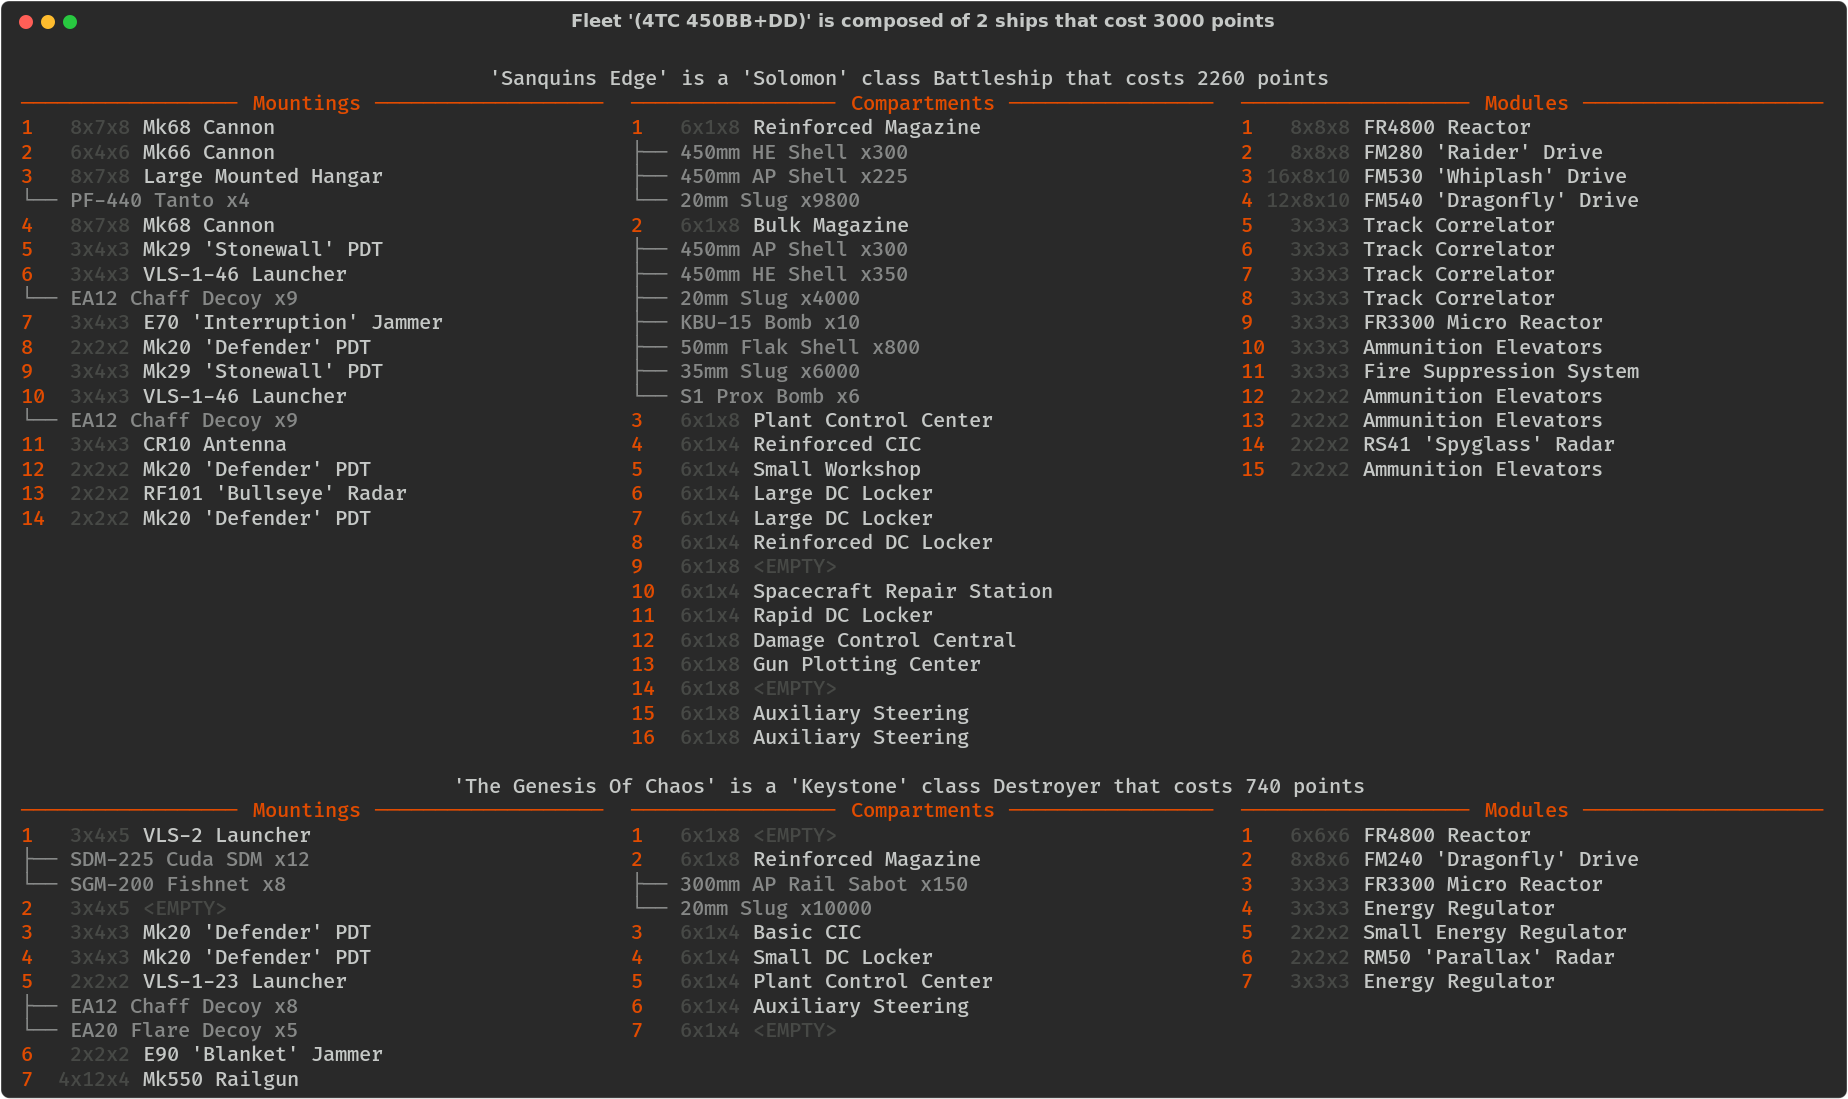 Fleet '(4TC 450BB+DD)' is composed of 2 ships that cost 3000 points
'Sanquins Edge' is a 'Solomon' class Battleship that costs 2260 points
Mountings
1 8x7x8 Mk68 Cannon
2 6x4x6 Mk66 Cannon
3 8x7x8 Large Mounted Hangar
└── PF-440 Tanto x4
4 8x7x8 Mk68 Cannon
5 3x4x3 Mk29 'Stonewall' PDT
6 3x4x3 VLS-1-46 Launcher
└── EA12 Chaff Decoy x9
7 3x4x3 E70 'Interruption' Jammer
8 2x2x2 Mk20 'Defender' PDT
9 3x4x3 Mk29 'Stonewall' PDT
10 3x4x3 VLS-1-46 Launcher
└── EA12 Chaff Decoy x9
11 3x4x3 CR10 Antenna
12 2x2x2 Mk20 'Defender' PDT
13 2x2x2 RF101 'Bullseye' Radar
14 2x2x2 Mk20 'Defender' PDT
Compartments
1 6x1x8 Reinforced Magazine
├── 450mm HE Shell x300
├── 450mm AP Shell x225
└── 20mm Slug x9800
2 6x1x8 Bulk Magazine
├── 450mm AP Shell x300
├── 450mm HE Shell x350
├── 20mm Slug x4000
├── KBU-15 Bomb x10
├── 50mm Flak Shell x800
├── 35mm Slug x6000
└── S1 Prox Bomb x6
3 6x1x8 Plant Control Center
4 6x1x4 Reinforced CIC
5 6x1x4 Small Workshop
6 6x1x4 Large DC Locker
7 6x1x4 Large DC Locker
8 6x1x4 Reinforced DC Locker
9 6x1x8 <EMPTY>
10 6x1x4 Spacecraft Repair Station
11 6x1x4 Rapid DC Locker
12 6x1x8 Damage Control Central
13 6x1x8 Gun Plotting Center
14 6x1x8 <EMPTY>
15 6x1x8 Auxiliary Steering
16 6x1x8 Auxiliary Steering
Modules
1 8x8x8 FR4800 Reactor
2 8x8x8 FM280 'Raider' Drive
3 16x8x10 FM530 'Whiplash' Drive
4 12x8x10 FM540 'Dragonfly' Drive
5 3x3x3 Track Correlator
6 3x3x3 Track Correlator
7 3x3x3 Track Correlator
8 3x3x3 Track Correlator
9 3x3x3 FR3300 Micro Reactor
10 3x3x3 Ammunition Elevators
11 3x3x3 Fire Suppression System
12 2x2x2 Ammunition Elevators
13 2x2x2 Ammunition Elevators
14 2x2x2 RS41 'Spyglass' Radar
15 2x2x2 Ammunition Elevators
'The Genesis Of Chaos' is a 'Keystone' class Destroyer that costs 740 points
Mountings
1 3x4x5 VLS-2 Launcher
├── SDM-225 Cuda SDM x12
└── SGM-200 Fishnet x8
2 3x4x5 <EMPTY>
3 3x4x3 Mk20 'Defender' PDT
4 3x4x3 Mk20 'Defender' PDT
5 2x2x2 VLS-1-23 Launcher
├── EA12 Chaff Decoy x8
└── EA20 Flare Decoy x5
6 2x2x2 E90 'Blanket' Jammer
7 4x12x4 Mk550 Railgun
Compartments
1 6x1x8 <EMPTY>
2 6x1x8 Reinforced Magazine
├── 300mm AP Rail Sabot x150
└── 20mm Slug x10000
3 6x1x4 Basic CIC
4 6x1x4 Small DC Locker
5 6x1x4 Plant Control Center
6 6x1x4 Auxiliary Steering
7 6x1x4 <EMPTY>
Modules
1 6x6x6 FR4800 Reactor
2 8x8x6 FM240 'Dragonfly' Drive
3 3x3x3 FR3300 Micro Reactor
4 3x3x3 Energy Regulator
5 2x2x2 Small Energy Regulator
6 2x2x2 RM50 'Parallax' Radar
7 3x3x3 Energy Regulator